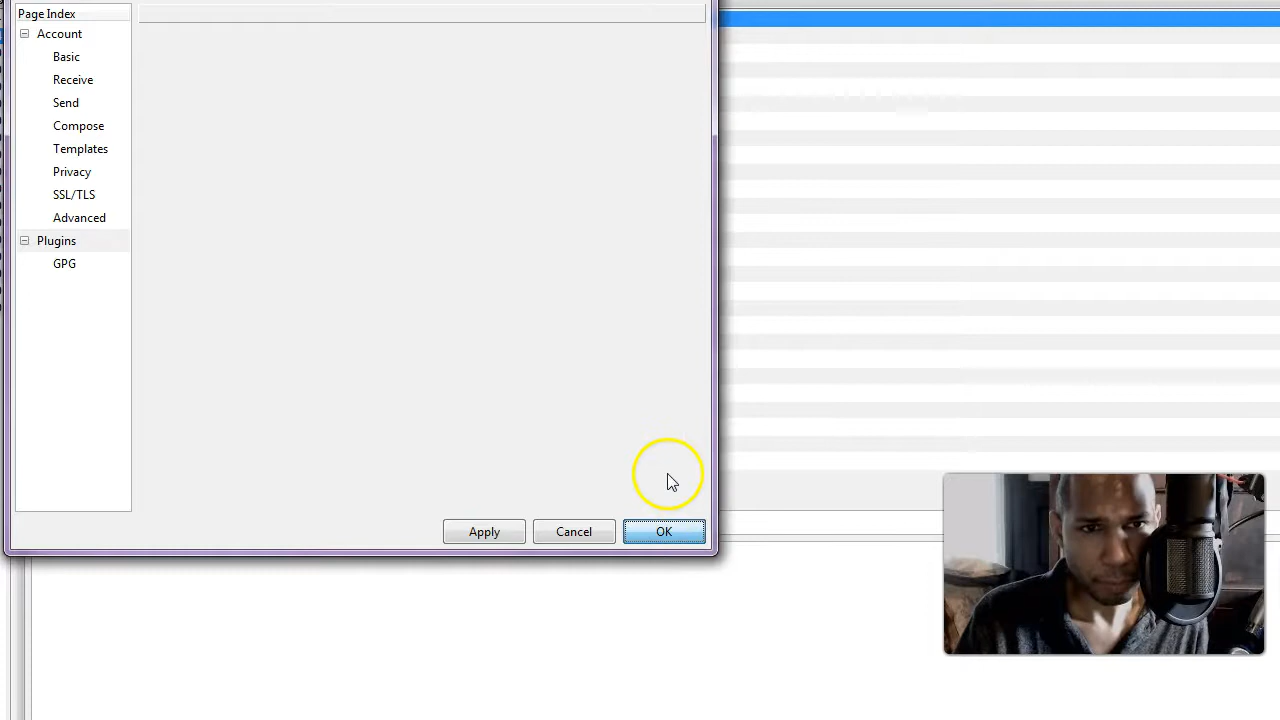 Page Index
Account
Basic
Receive
Send
Compose
Templates
Privacy
SSL/TLS
Advanced
Plugins
GPG
Apply
Cancel
OK